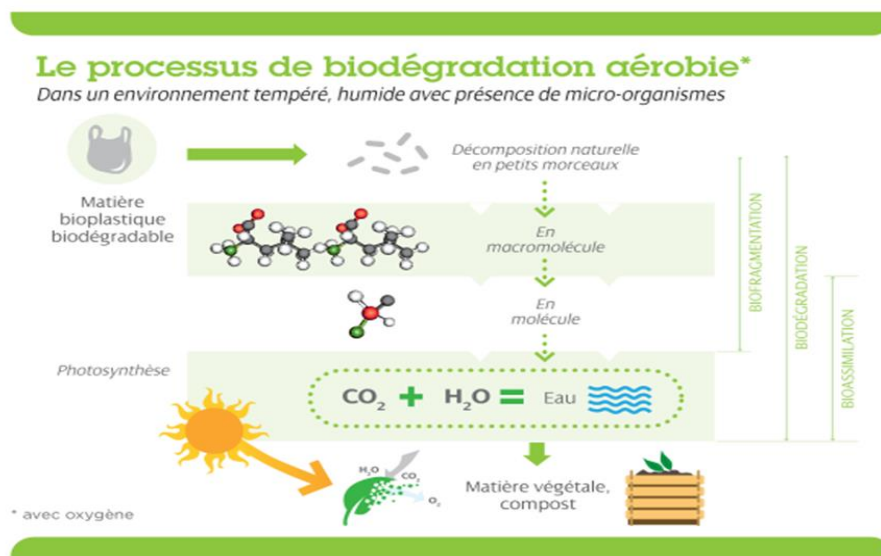 Le processus de biodégradation aérobie*
Dans un environnement tempéré, humide avec présence de micro-organismes
Matière
bioplastique
biodégradable
Décomposition naturelle
en petits morceaux
En
macromolécule
En
molécule
Photosynthèse
CO₂ + H₂O = Eau
H₂O
CO₂
O₂
Matière végétale,
compost
BIOFRAGMENTATION
BIODÉGRADATION
BIOASSIMILATION
* avec oxygène